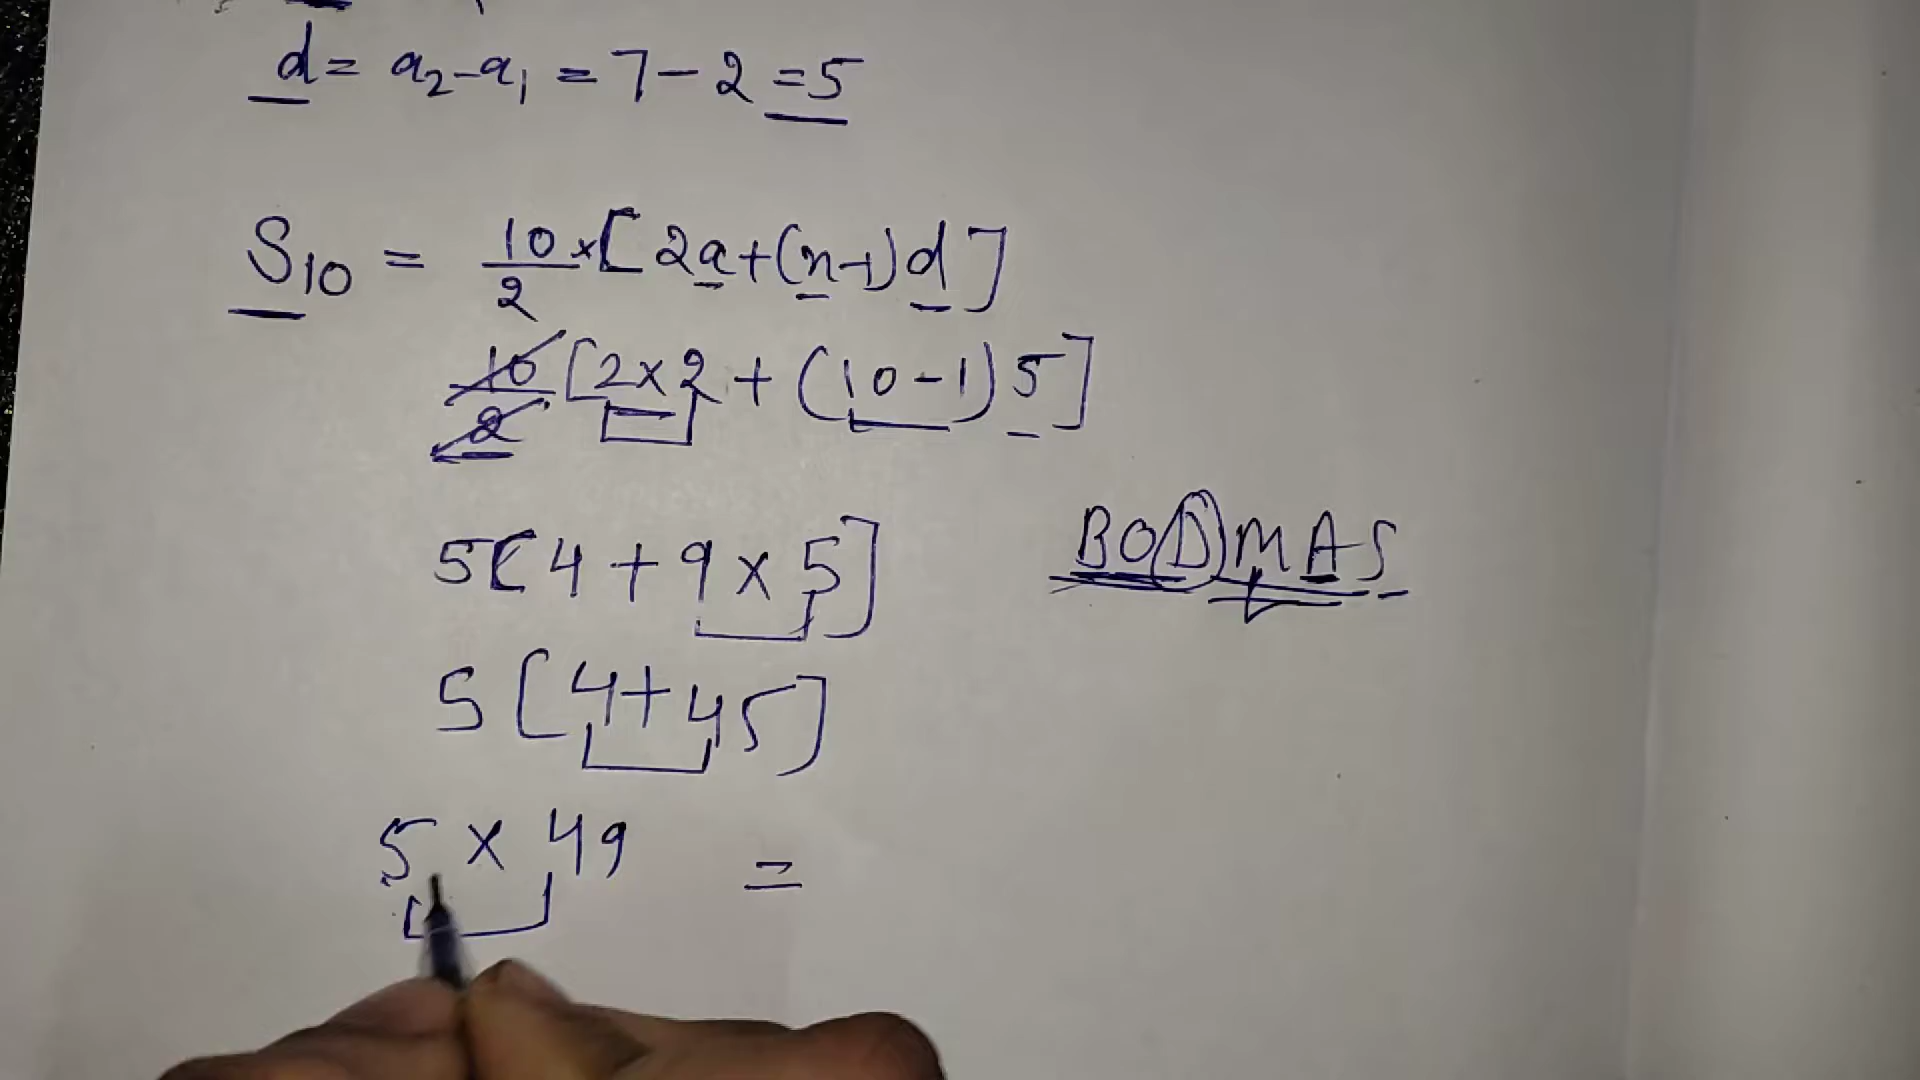 d = a₂-a₁ = 7-2 = 5
S₁₀ = 10/2 × [2a+(n-1)d]
10/2 [2×2 + (10-1)5]
5[4+9×5]
BODMAS
5[4+45]
5 × 49 =